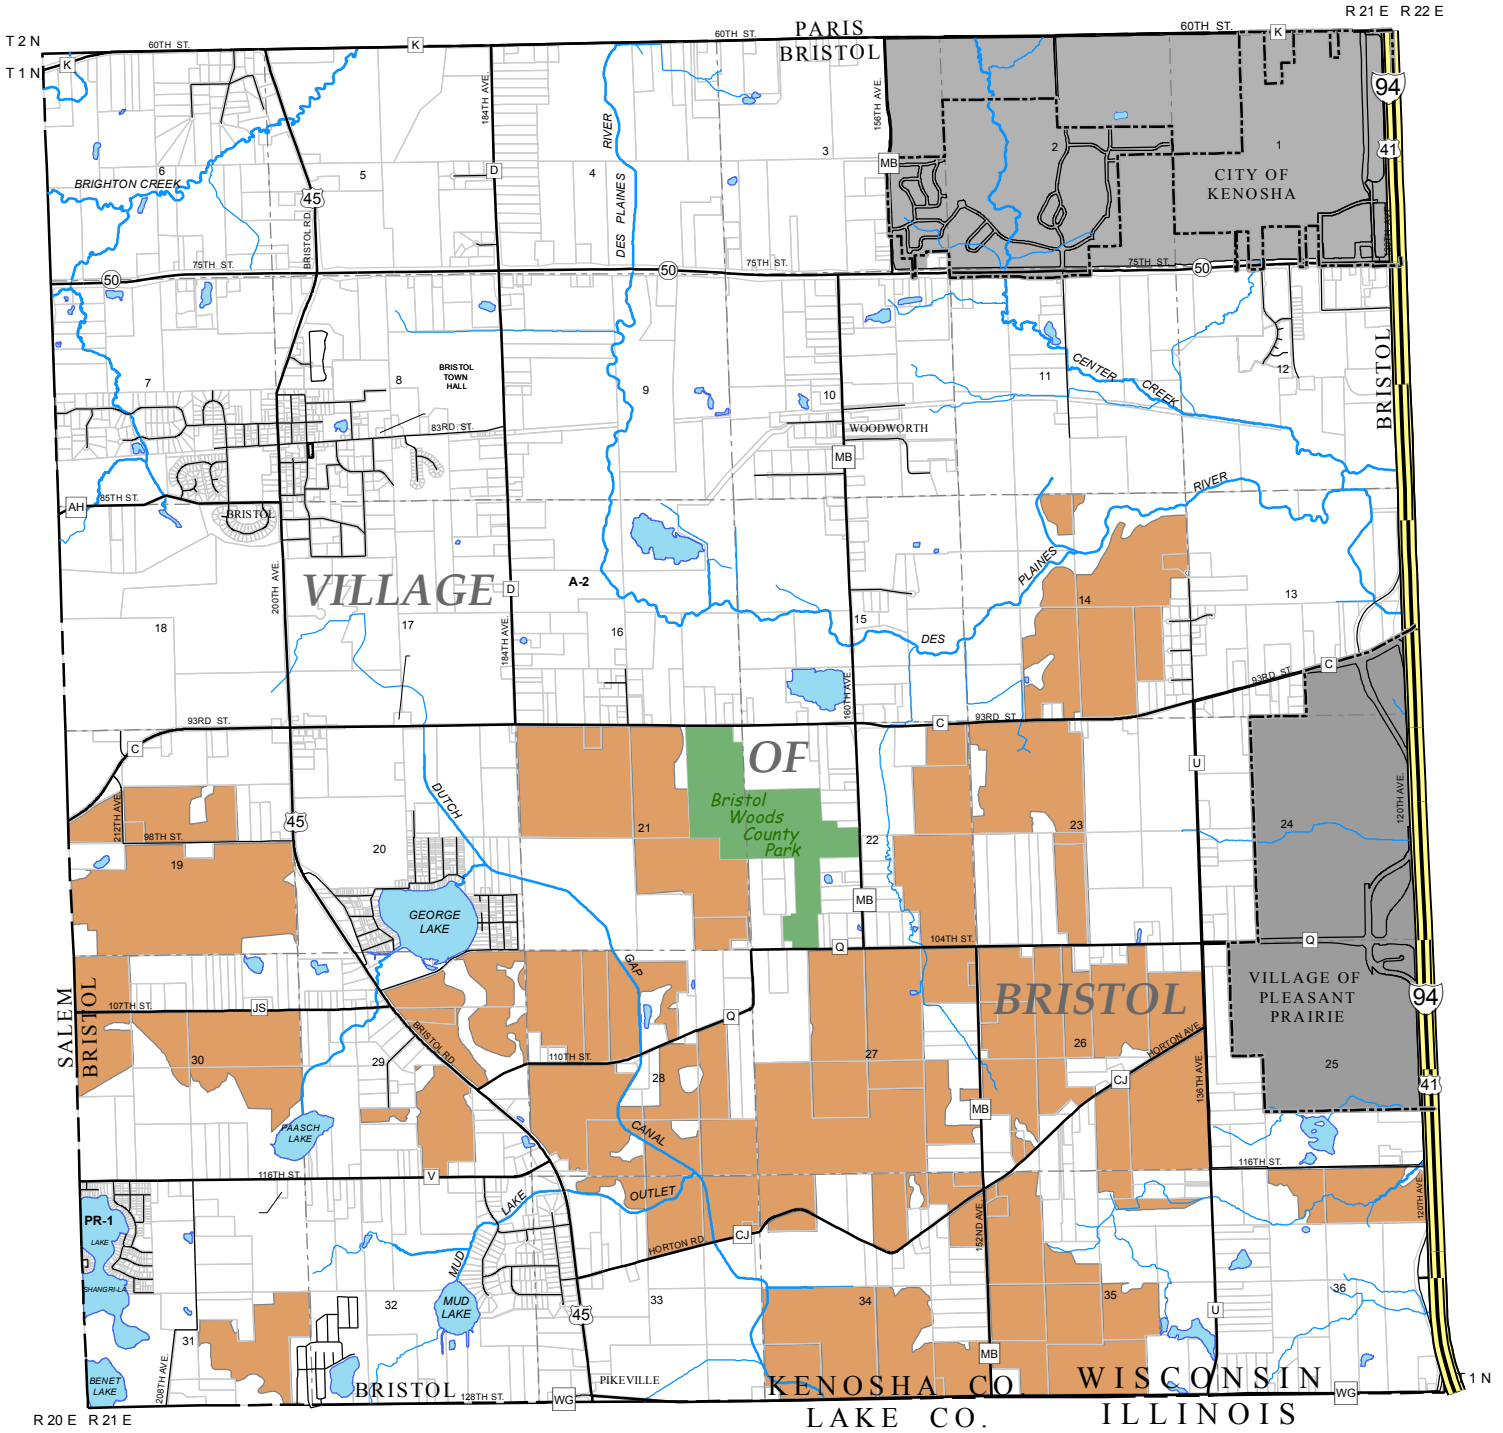 R 21 E R 22 E
T 2 N
T 1 N
PARIS
BRISTOL
60TH ST.
K
60TH ST.
60TH ST.
K
K
94
41
184TH AVE.
156TH AVE.
RIVER
DES PLAINES
BRIGHTON CREEK
6
5
4
3
2
1
MB
D
45
BRISTOL RD.
CITY OF
KENOSHA
50
75TH ST.
50
75TH ST.
75TH ST.
50
BRISTOL
7
8
BRISTOL
TOWN
HALL
9
10
11
12
CENTER
CREEK
83RD ST.
WOODWORTH
MB
AH
85TH ST.
BRISTOL
RIVER
PLAINES
DES
200TH AVE.
VILLAGE
D
A-2
184TH AVE.
18
17
16
15
14
13
160TH AVE.
93RD ST.
C
C
93RD ST.
93RD ST.
C
OF
DUTCH
Bristol
Woods
County
Park
U
212TH AVE.
98TH ST.
45
19
20
21
22
23
24
120TH AVE.
GEORGE
LAKE
MB
104TH ST.
Q
Q
GAP
SALEM
BRISTOL
107TH ST.
JS
BRISTOL RD.
Q
110TH ST.
BRISTOL
VILLAGE OF
PLEASANT
PRAIRIE
94
41
30
29
28
27
26
25
HORTON AVE.
CJ
136TH AVE.
MB
PAASCH
LAKE
CANAL
116TH ST.
V
116TH ST.
OUTLET
LAKE
MUD
PR-1
LAKE
SHANGRI-LA
HORTON RD.
CJ
152ND AVE.
120TH AVE.
MUD
LAKE
31
32
33
34
35
36
45
U
MB
BENET
LAKE
208TH AVE.
BRISTOL
128TH ST.
WG
PIKEVILLE
KENOSHA CO.
WISCONSIN
WG
T 1 N
LAKE CO.
ILLINOIS
R 20 E R 21 E